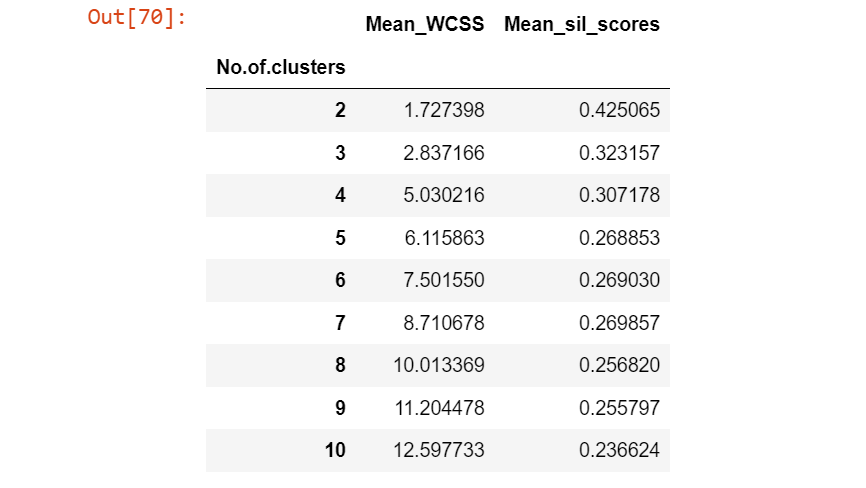 Out[70]:
Mean_WCSS Mean_sil_scores
No.of.clusters
2 1.727398 0.425065
3 2.837166 0.323157
4 5.030216 0.307178
5 6.115863 0.268853
6 7.501550 0.269030
7 8.710678 0.269857
8 10.013369 0.256820
9 11.204478 0.255797
10 12.597733 0.236624